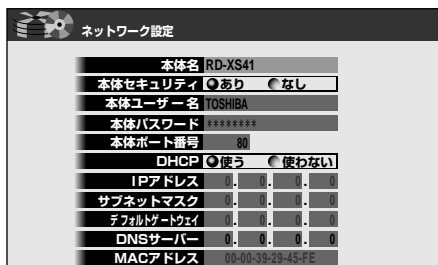 ネットワーク設定
本体名 RD-XS41
本体セキュリティ あり なし
本体ユーザー名 TOSHIBA
本体パスワード ********
本体ポート番号 80
DHCP 使う 使わない
IPアドレス 0. 0. 0. 0
サブネットマスク 0. 0. 0. 0
デフォルトゲートウェイ 0. 0. 0. 0
DNSサーバー 0. 0. 0. 0
MACアドレス 00-00-39-29-45-FE